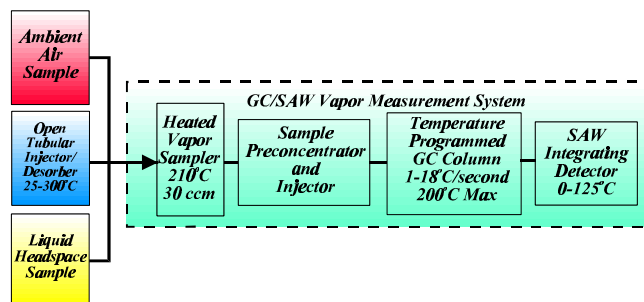 Ambient
Air
Sample
Open
Tubular
Injector/
Desorber
25-300°C
Liquid
Headspace
Sample
GC/SAW Vapor Measurement System
Heated
Vapor
Sampler
210°C
30 ccm
Sample
Preconcentrator
and
Injector
Temperature
Programmed
GC Column
1-18°C/second
200°C Max
SAW
Integrating
Detector
0-125°C